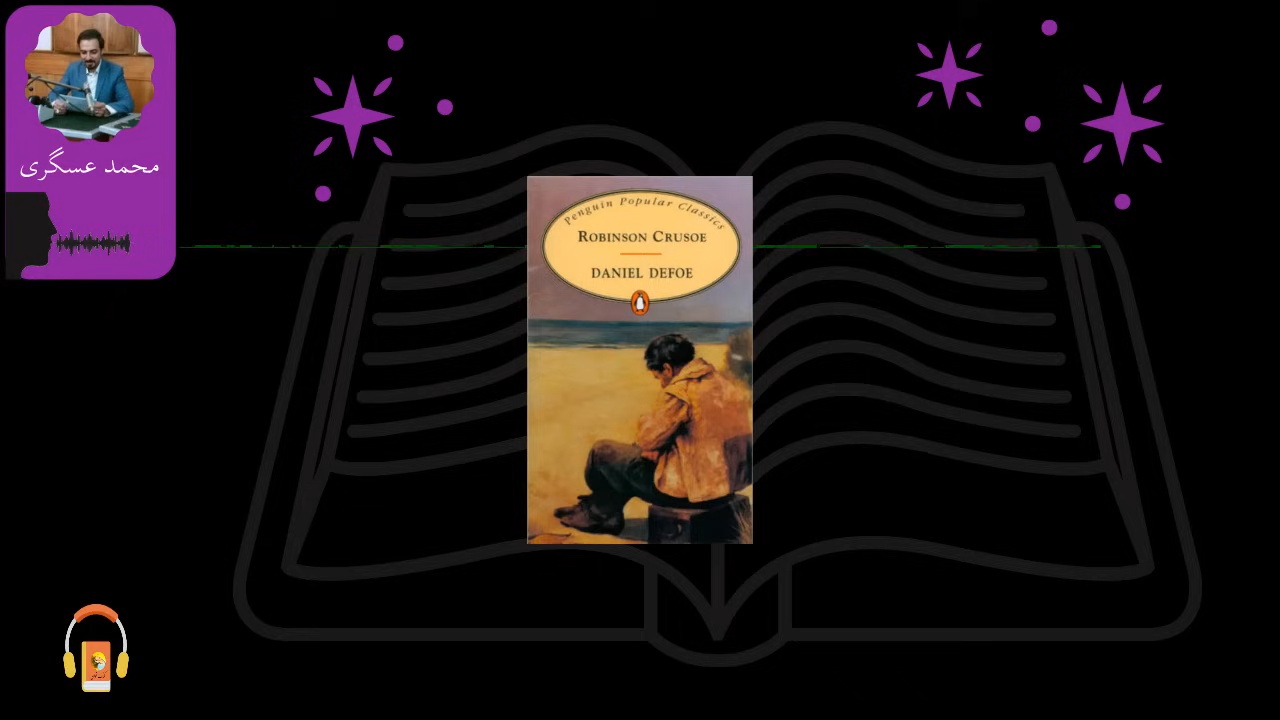 محمد عسگری
Penguin Popular Classics
ROBINSON CRUSOE
DANIEL DEFOE